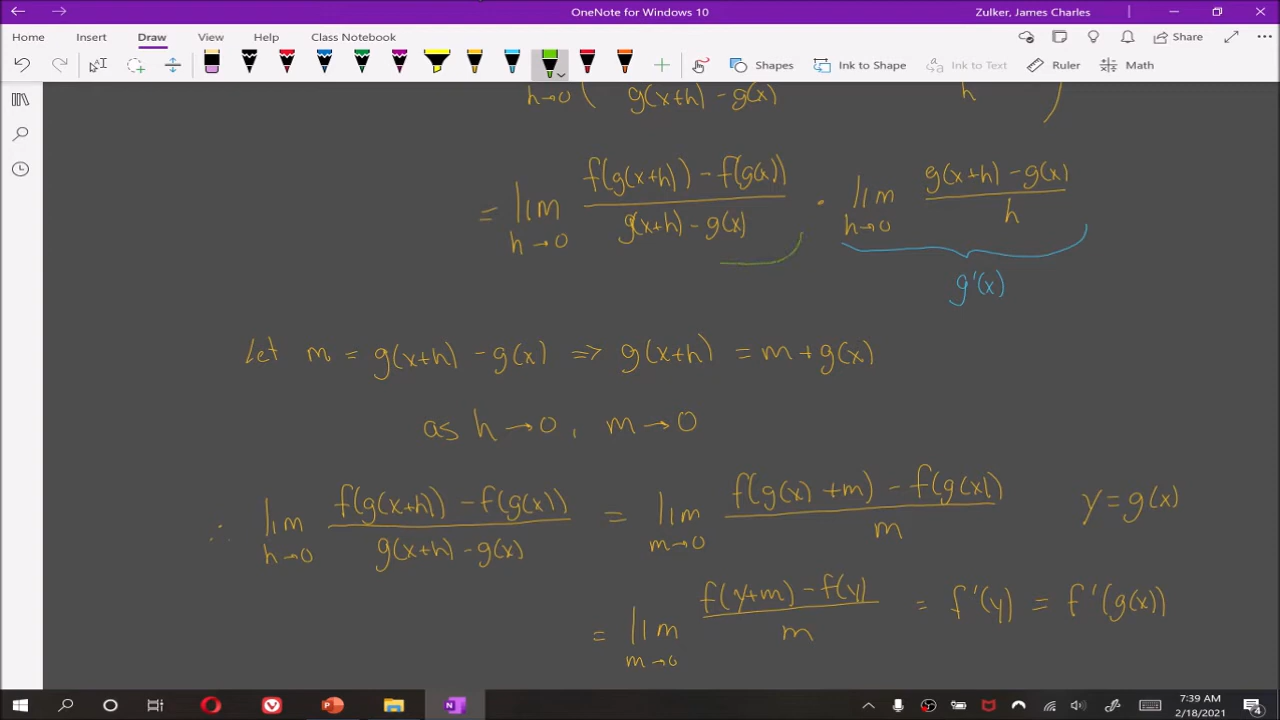 OneNote for Windows 10
Zulker, James Charles
Home Insert Draw View Help Class Notebook Share
Shapes Ink to Shape Ink to Text Ruler Math
h→0 ( g(x+h) - g(x) h )
= lim h→0 f(g(x+h)) - f(g(x)) / g(x+h) - g(x) · lim h→0 g(x+h) - g(x) / h
g'(x)
Let m = g(x+h) - g(x) => g(x+h) = m + g(x)
as h→0, m→0
∴ lim h→0 f(g(x+h)) - f(g(x)) / g(x+h) - g(x) = lim m→0 f(g(x) + m) - f(g(x)) / m y = g(x)
= lim m→0 f(y+m) - f(y) / m = f'(y) = f'(g(x))
7:39 AM
2/18/2021
4